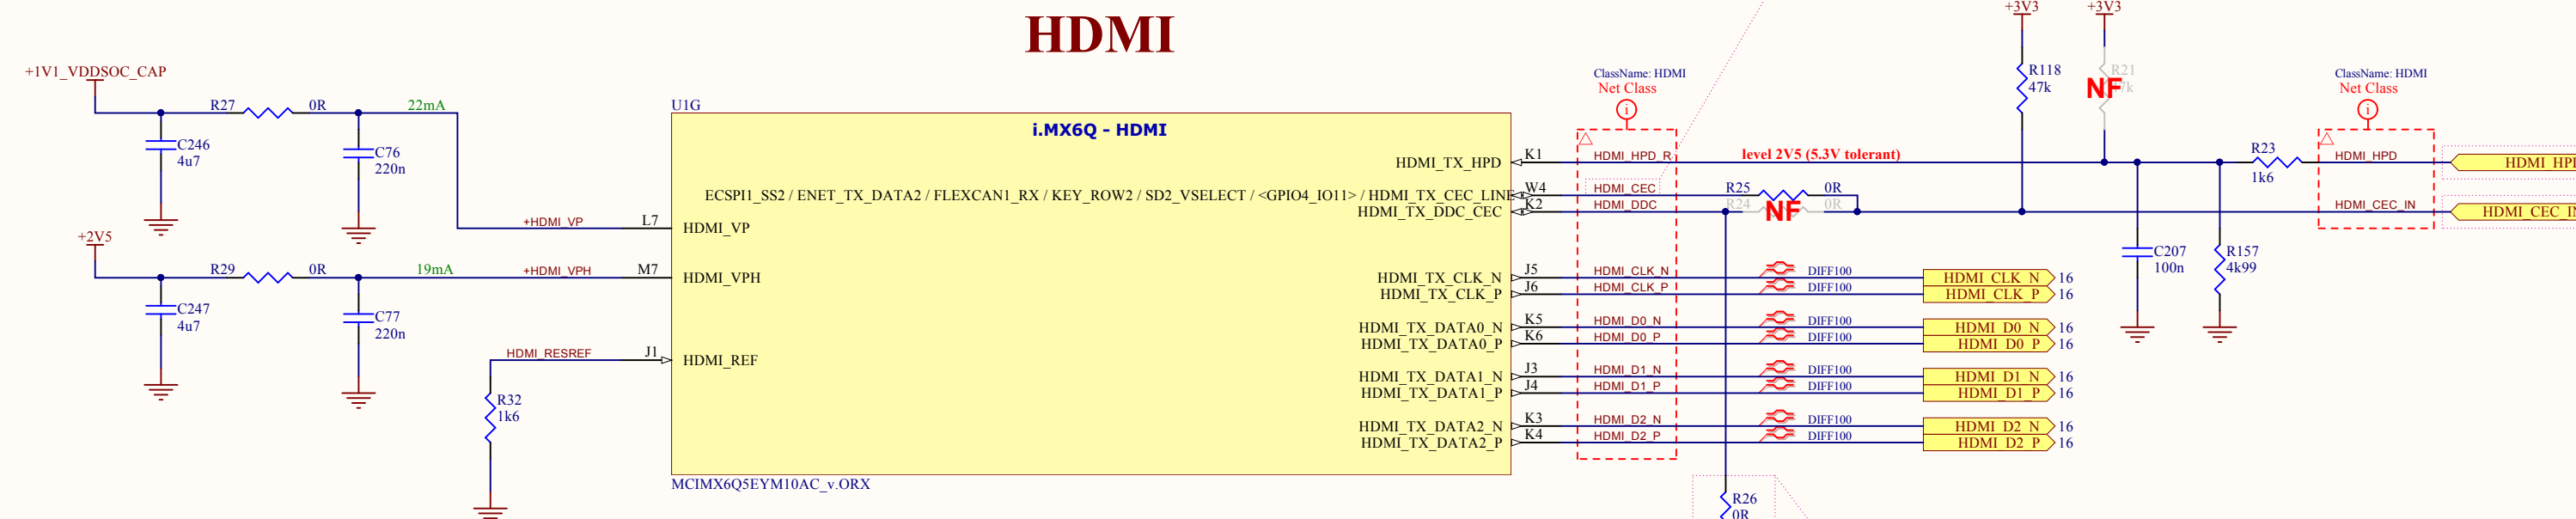 HDMI
+3V3
+3V3
+1V1_VDDSOC_CAP
R27
0R
22mA
C246
4u7
C76
220n
+HDMI_VP
L7
+2V5
R29
0R
19mA
+HDMI_VPH
M7
C247
4u7
C77
220n
HDMI_RESREF
J1
R32
1k6
U1G
i.MX6Q - HDMI
HDMI_VP
HDMI_VPH
HDMI_REF
HDMI_TX_HPD
ECSPI1_SS2 / ENET_TX_DATA2 / FLEXCAN1_RX / KEY_ROW2 / SD2_VSELECT / <GPIO4_IO11> / HDMI_TX_CEC_LINE
HDMI_TX_DDC_CEC
HDMI_TX_CLK_N
HDMI_TX_CLK_P
HDMI_TX_DATA0_N
HDMI_TX_DATA0_P
HDMI_TX_DATA1_N
HDMI_TX_DATA1_P
HDMI_TX_DATA2_N
HDMI_TX_DATA2_P
MCIMX6Q5EYM10AC_v.ORX
ClassName: HDMI
Net Class
i
K1
HDMI_HPD_R
level 2V5 (5.3V tolerant)
W4
HDMI_CEC
R25
0R
K2
HDMI_DDC
R24
NF
0R
J5
HDMI_CLK_N
DIFF100
HDMI_CLK_N
16
J6
HDMI_CLK_P
DIFF100
HDMI_CLK_P
16
K5
HDMI_D0_N
DIFF100
HDMI_D0_N
16
K6
HDMI_D0_P
DIFF100
HDMI_D0_P
16
J3
HDMI_D1_N
DIFF100
HDMI_D1_N
16
J4
HDMI_D1_P
DIFF100
HDMI_D1_P
16
K3
HDMI_D2_N
DIFF100
HDMI_D2_N
16
K4
HDMI_D2_P
DIFF100
HDMI_D2_P
16
R26
0R
R118
47k
R21
NF
ClassName: HDMI
Net Class
i
R23
1k6
HDMI_HPD
HDMI_CEC_IN
C207
100n
R157
4k99